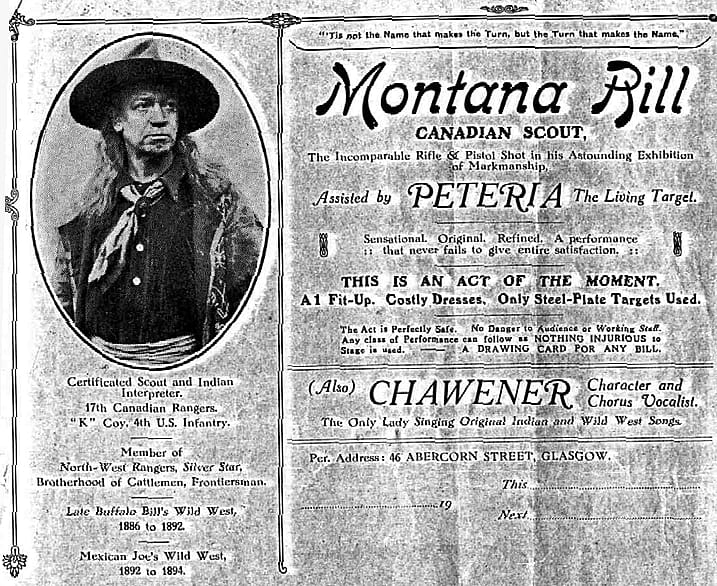 "'Tis not the Name that makes the Turn, but the Turn that makes the Name."
Montana Bill
CANADIAN SCOUT,
The Incomparable Rifle & Pistol Shot in his Astounding Exhibition
of Markmanship,
Assisted by PETERIA The Living Target.
Sensational. Original. Refined. A performance
:: that never fails to give entire satisfaction. ::
THIS IS AN ACT OF THE MOMENT.
A1 Fit-Up. Costly Dresses. Only Steel-Plate Targets Used.
The Act is Perfectly Safe. No Danger to Audience or Working Staff.
Any class of Performance can follow as NOTHING INJURIOUS to
Stage is used. —— A DRAWING CARD FOR ANY BILL.
(Also) CHAWENER Character and
Chorus Vocalist.
The Only Lady Singing Original Indian and Wild West Songs.
Per. Address: 46 ABERCORN STREET, GLASGOW.
This
19
Next
Certificated Scout and Indian
Interpreter.
17th Canadian Rangers.
"K" Coy, 4th U.S. Infantry.
Member of
North-West Rangers, Silver Star,
Brotherhood of Cattlemen, Frontiersman.
Late Buffalo Bill's Wild West,
1886 to 1892.
Mexican Joe's Wild West,
1892 to 1894.